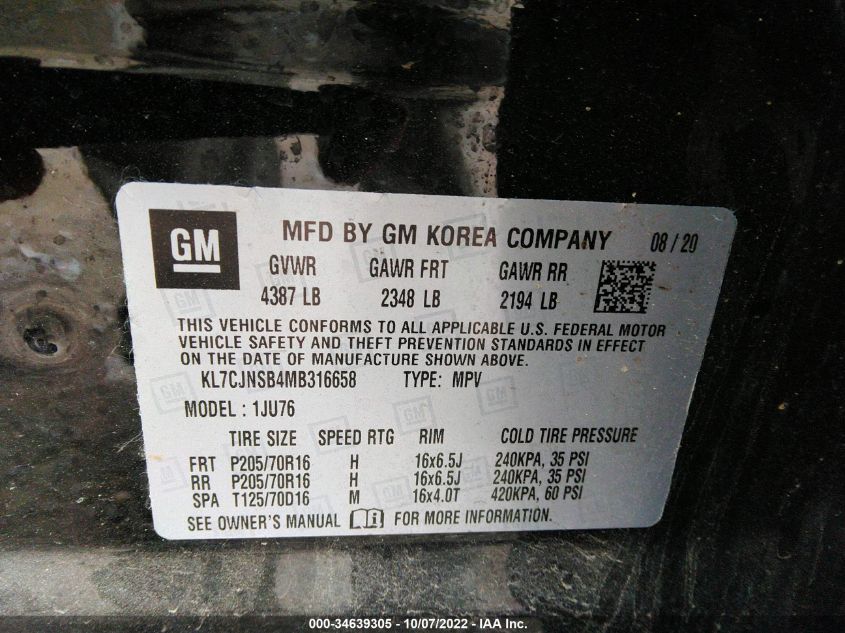 GM
MFD BY GM KOREA COMPANY 08 / 20
GVWR GAWR FRT GAWR RR
4387 LB 2348 LB 2194 LB
THIS VEHICLE CONFORMS TO ALL APPLICABLE U.S. FEDERAL MOTOR
VEHICLE SAFETY AND THEFT PREVENTION STANDARDS IN EFFECT
ON THE DATE OF MANUFACTURE SHOWN ABOVE.
KL7CJNSB4MB316658 TYPE: MPV
MODEL : 1JU76
TIRE SIZE SPEED RTG RIM COLD TIRE PRESSURE
FRT P205/70R16 H 16x6.5J 240KPA, 35 PSI
RR P205/70R16 H 16x6.5J 240KPA, 35 PSI
SPA T125/70D16 M 16x4.0T 420KPA, 60 PSI
SEE OWNER'S MANUAL FOR MORE INFORMATION.
000-34639305 - 10/07/2022 - IAA Inc.